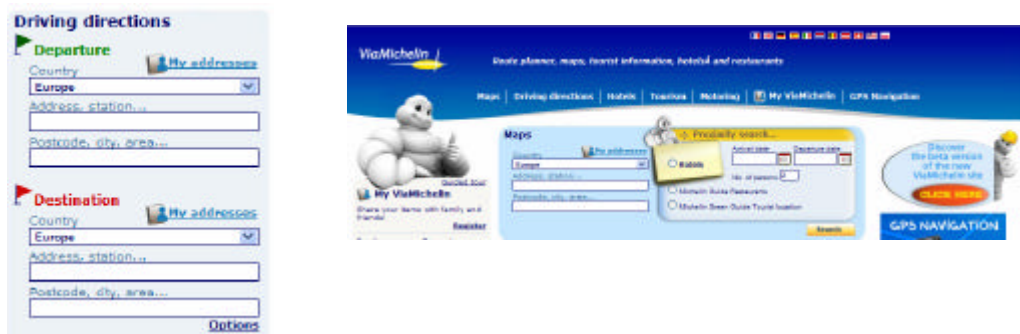 Driving directions
Departure
My addresses
Country
Europe
Address, station...
Postcode, city, area...
Destination
My addresses
Country
Europe
Address, station...
Postcode, city, area...
Options
ViaMichelin
Route planner, maps, tourist information, hotels and restaurants
Maps | Driving directions | Hotels | Tourism | Motoring | My ViaMichelin | GPS Navigation
Maps
Proximity search...
My addresses
Country
Europe
Address, station...
Postcode, city, area...
Arrival date
Departure date
Hotels
No. of persons
Michelin Guide Restaurants
Michelin Green Guide Tourist location
Search
Guided tour
My ViaMichelin
Share your items with family and
friends!
Register
Discover
the beta version
of the new
ViaMichelin site
CLICK HERE
GPS NAVIGATION